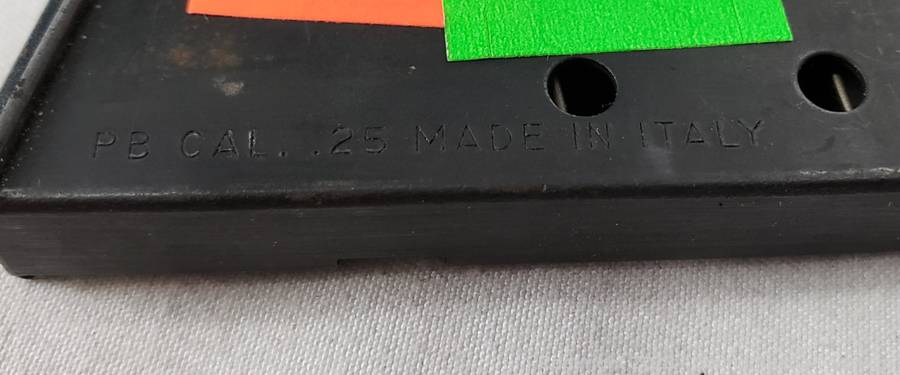 PB CAL. .25 MADE IN ITALY